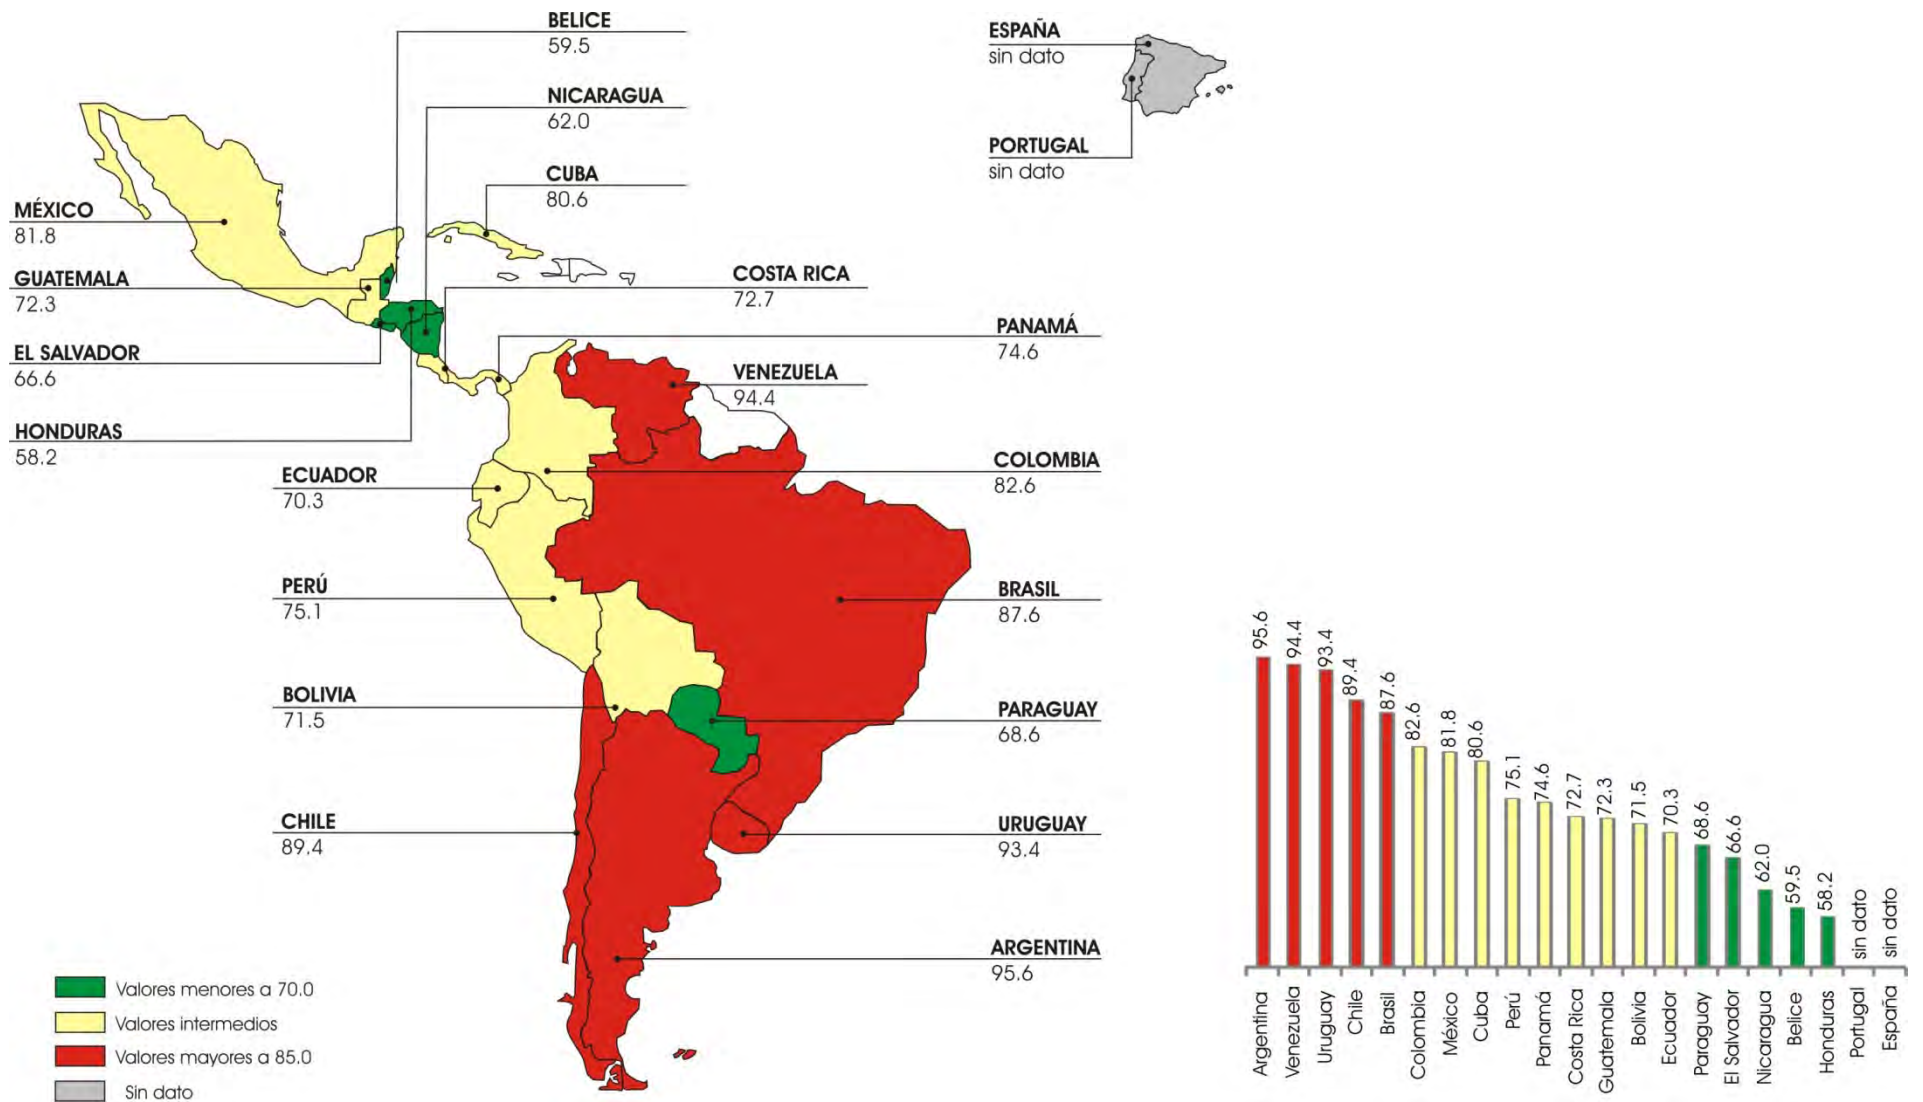 BELICE
59.5
NICARAGUA
62.0
CUBA
80.6
ESPAÑA
sin dato
PORTUGAL
sin dato
MÉXICO
81.8
GUATEMALA
72.3
EL SALVADOR
66.6
HONDURAS
58.2
COSTA RICA
72.7
PANAMÁ
74.6
VENEZUELA
94.4
COLOMBIA
82.6
ECUADOR
70.3
PERÚ
75.1
BRASIL
87.6
BOLIVIA
71.5
PARAGUAY
68.6
CHILE
89.4
URUGUAY
93.4
ARGENTINA
95.6
Valores menores a 70.0
Valores intermedios
Valores mayores a 85.0
Sin dato
95.6
94.4
93.4
89.4
87.6
82.6
81.8
80.6
75.1
74.6
72.7
72.3
71.5
70.3
68.6
66.6
62.0
59.5
58.2
sin dato
sin dato
Argentina
Venezuela
Uruguay
Chile
Brasil
Colombia
México
Cuba
Perú
Panamá
Costa Rica
Guatemala
Bolivia
Ecuador
Paraguay
El Salvador
Nicaragua
Belice
Honduras
Portugal
España